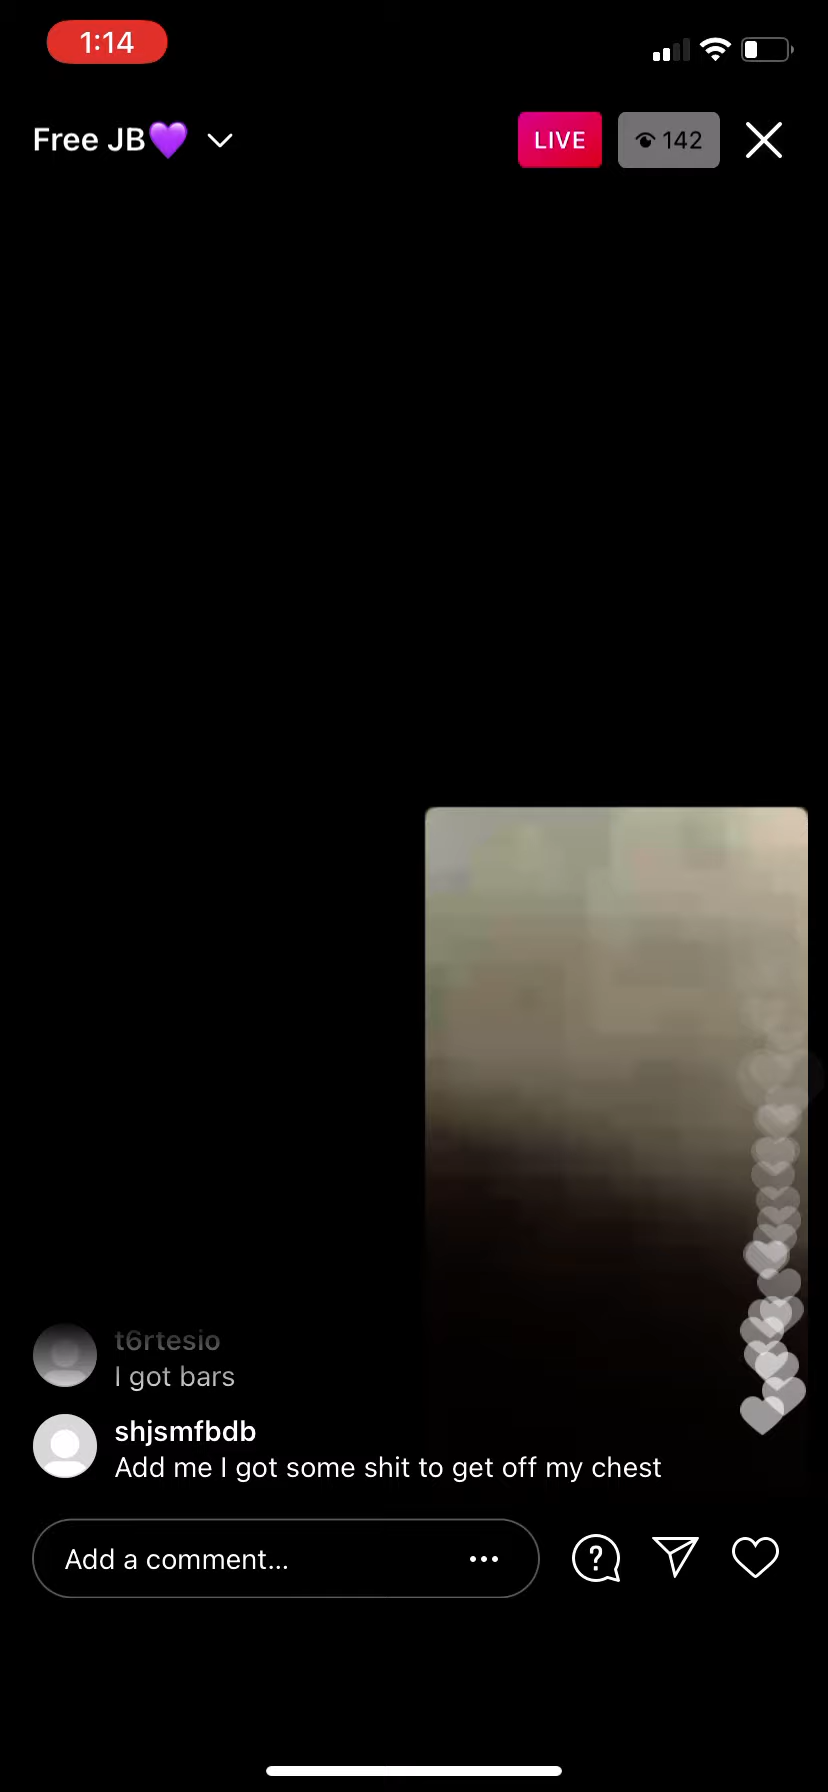 1:14
Free JB💜
LIVE
142
t6rtesio
I got bars
shjsmfbdb
Add me I got some shit to get off my chest
Add a comment...